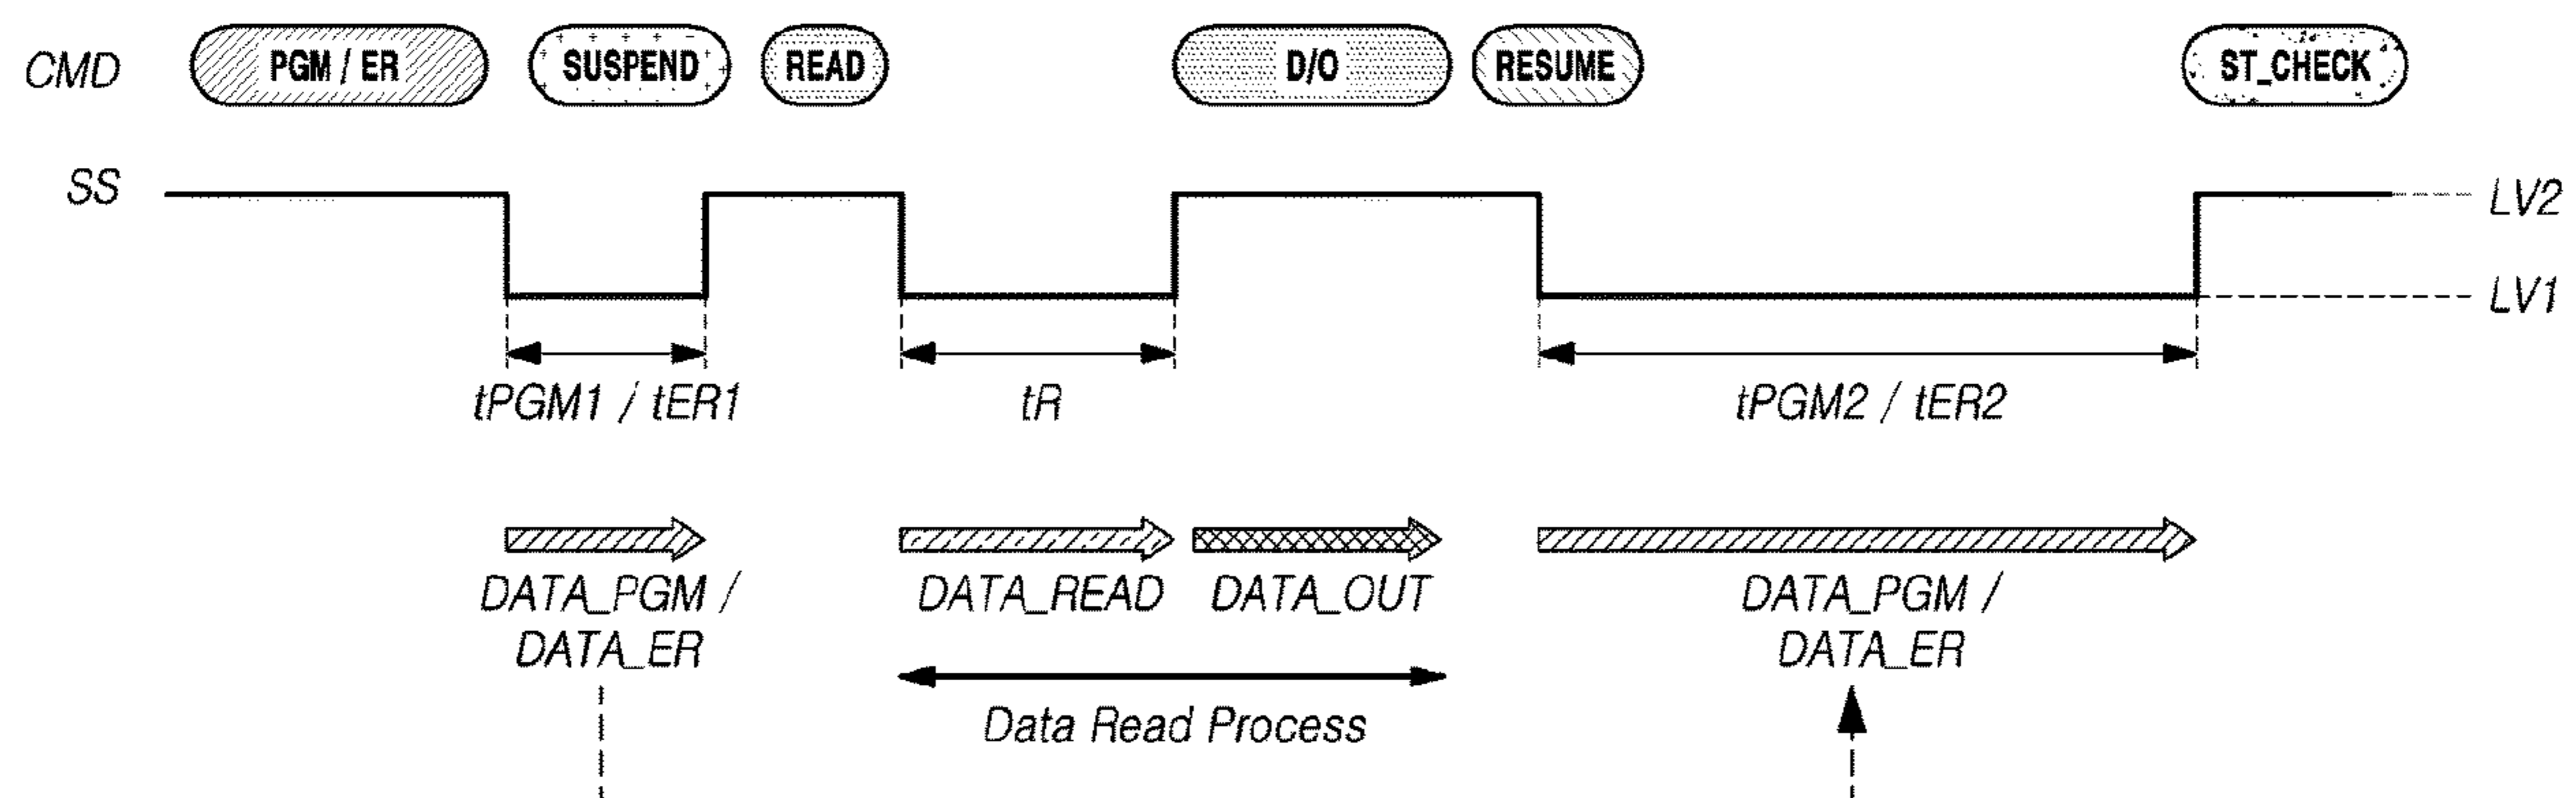 CMD PGM / ER SUSPEND READ D/O RESUME ST_CHECK
SS LV2
LV1
tPGM1 / tER1 tR tPGM2 / tER2
DATA_PGM / DATA_READ DATA_OUT DATA_PGM /
DATA_ER DATA_ER
Data Read Process